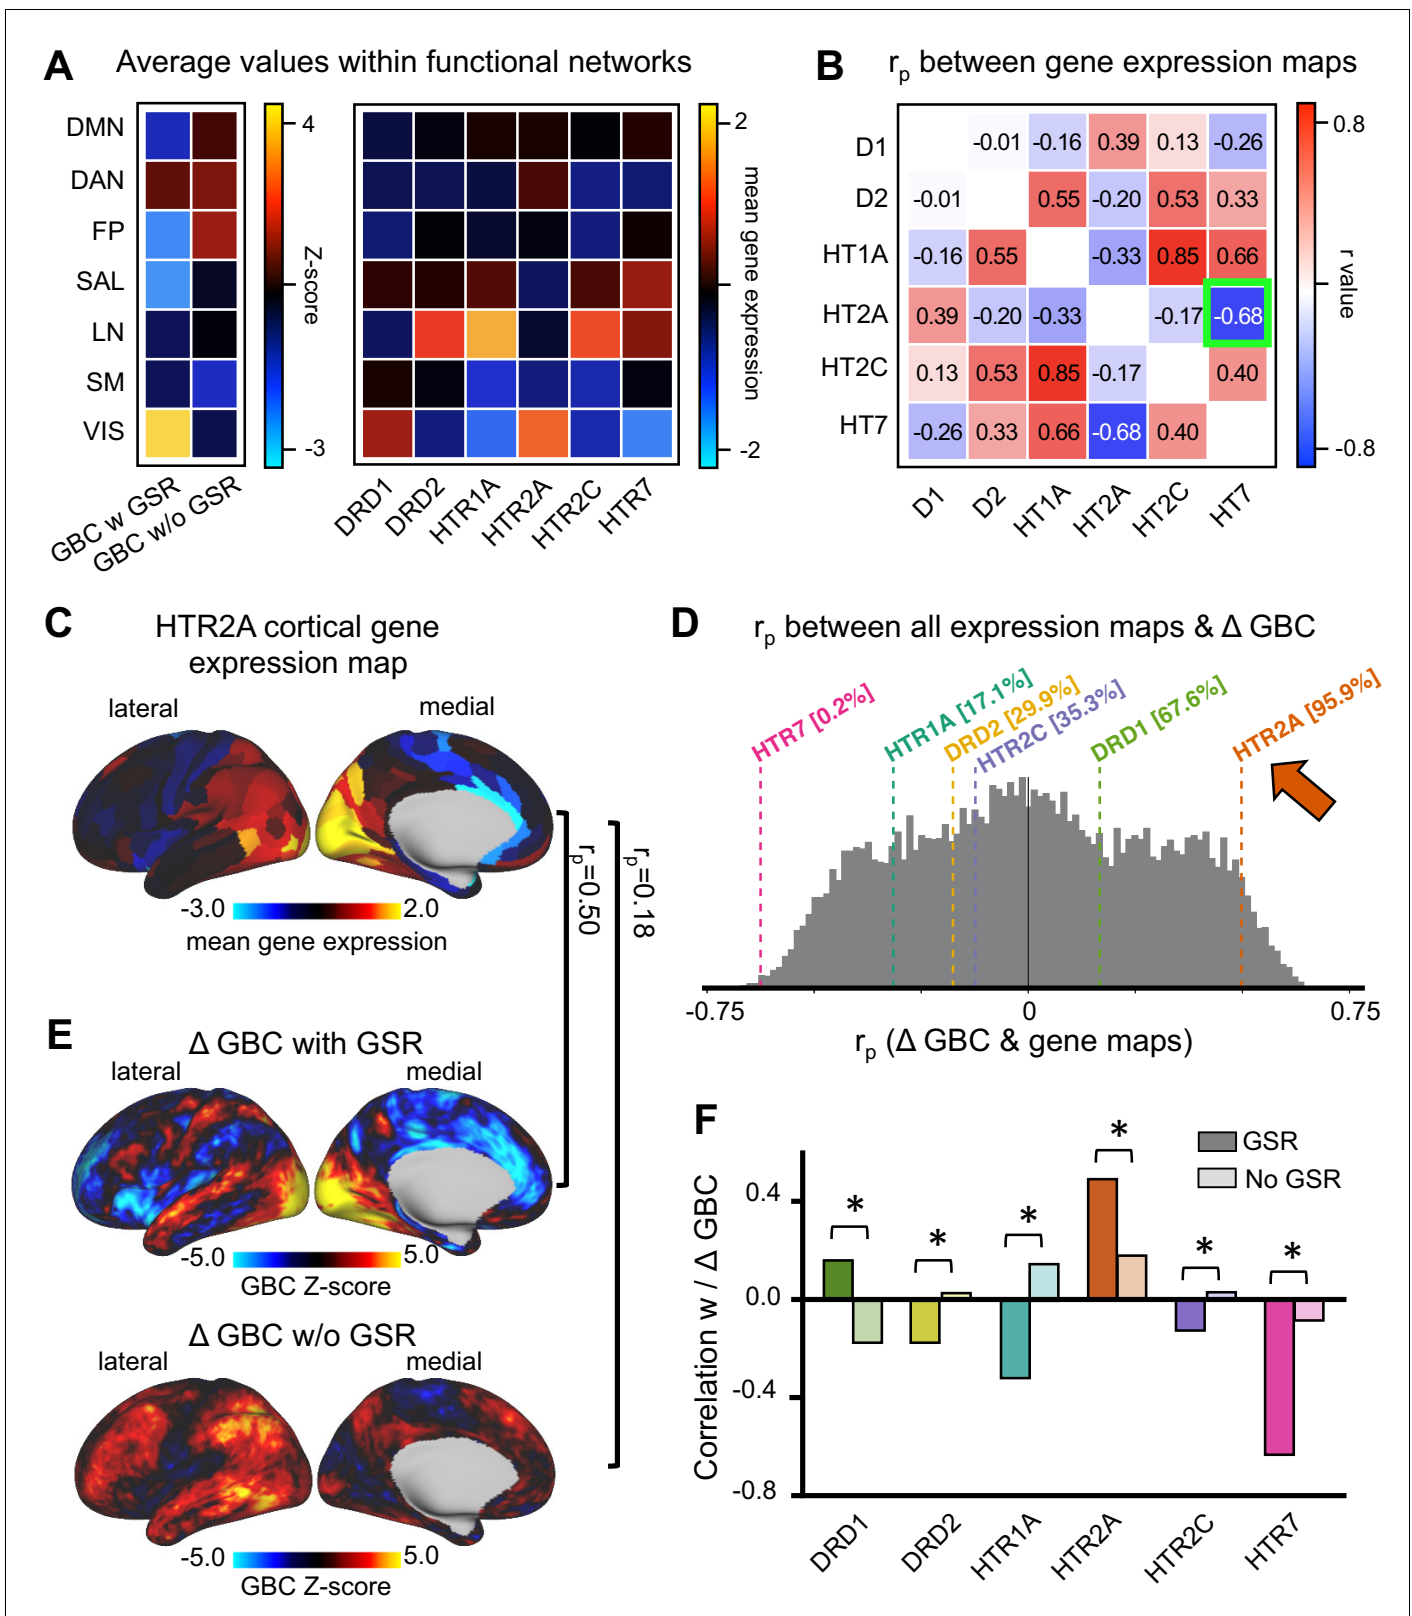 A Average values within functional networks
DMN
DAN
FP
SAL
LN
SM
VIS
GBC w GSR
GBC w/o GSR
4
Z-score
-3
DRD1
DRD2
HTR1A
HTR2A
HTR2C
HTR7
2
mean gene expression
-2
B rp between gene expression maps
D1 -0.01 -0.16 0.39 0.13 -0.26
D2 -0.01 0.55 -0.20 0.53 0.33
HT1A -0.16 0.55 -0.33 0.85 0.66
HT2A 0.39 -0.20 -0.33 -0.17 -0.68
HT2C 0.13 0.53 0.85 -0.17 0.40
HT7 -0.26 0.33 0.66 -0.68 0.40
D1
D2
HT1A
HT2A
HT2C
HT7
0.8
r value
-0.8
C HTR2A cortical gene
expression map
lateral medial
-3.0 2.0
mean gene expression
rp=0.50
rp=0.18
D rp between all expression maps & Δ GBC
HTR7 [0.2%]
HTR1A [17.1%]
DRD2 [29.9%]
HTR2C [35.3%]
DRD1 [67.6%]
HTR2A [95.9%]
-0.75 0 0.75
rp (Δ GBC & gene maps)
E Δ GBC with GSR
lateral medial
-5.0 5.0
GBC Z-score
Δ GBC w/o GSR
lateral medial
-5.0 5.0
GBC Z-score
F
Correlation w / Δ GBC
0.4
0.0
-0.4
-0.8
* * * * * *
GSR
No GSR
DRD1
DRD2
HTR1A
HTR2A
HTR2C
HTR7